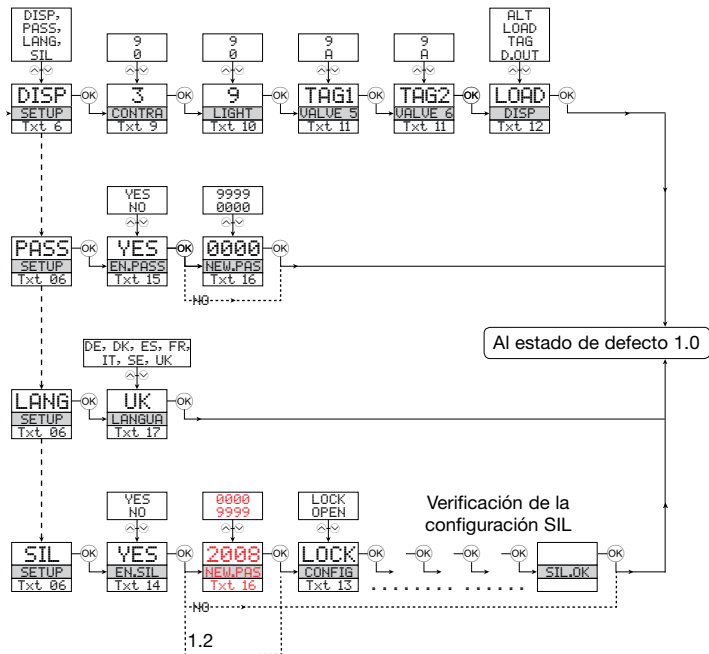 DISP,
PASS,
LANG,
SIL
9
0
9
0
9
A
9
A
ALT
LOAD
TAG
D.OUT
DISP OK 3 OK 9 OK TAG1 OK TAG2 OK LOAD OK
SETUP CONTRA LIGHT VALVE 5 VALVE 6 DISP
Txt 6 Txt 9 Txt 10 Txt 11 Txt 11 Txt 12
YES
NO
9999
0000
PASS OK YES OK 0000 OK
SETUP EN.PASS NEW.PAS
Txt 06 Txt 15 Txt 16
NO
Al estado de defecto 1.0
DE, DK, ES, FR,
IT, SE, UK
LANG OK UK OK
SETUP LANGUA
Txt 06 Txt 17
YES
NO
0000
9999
LOCK
OPEN
Verificación de la
configuración SIL
SIL OK YES OK 2008 OK LOCK OK OK OK OK OK
SETUP EN.SIL NEW.PAS CONFIG SIL.OK
Txt 06 Txt 14 Txt 16 Txt 13
NO
1.2